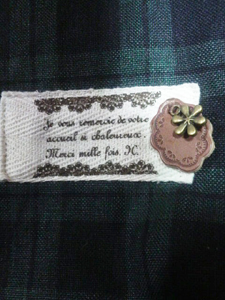 Je vous remercie de votre
accueil si chaleureux.
Merci mille fois. N.